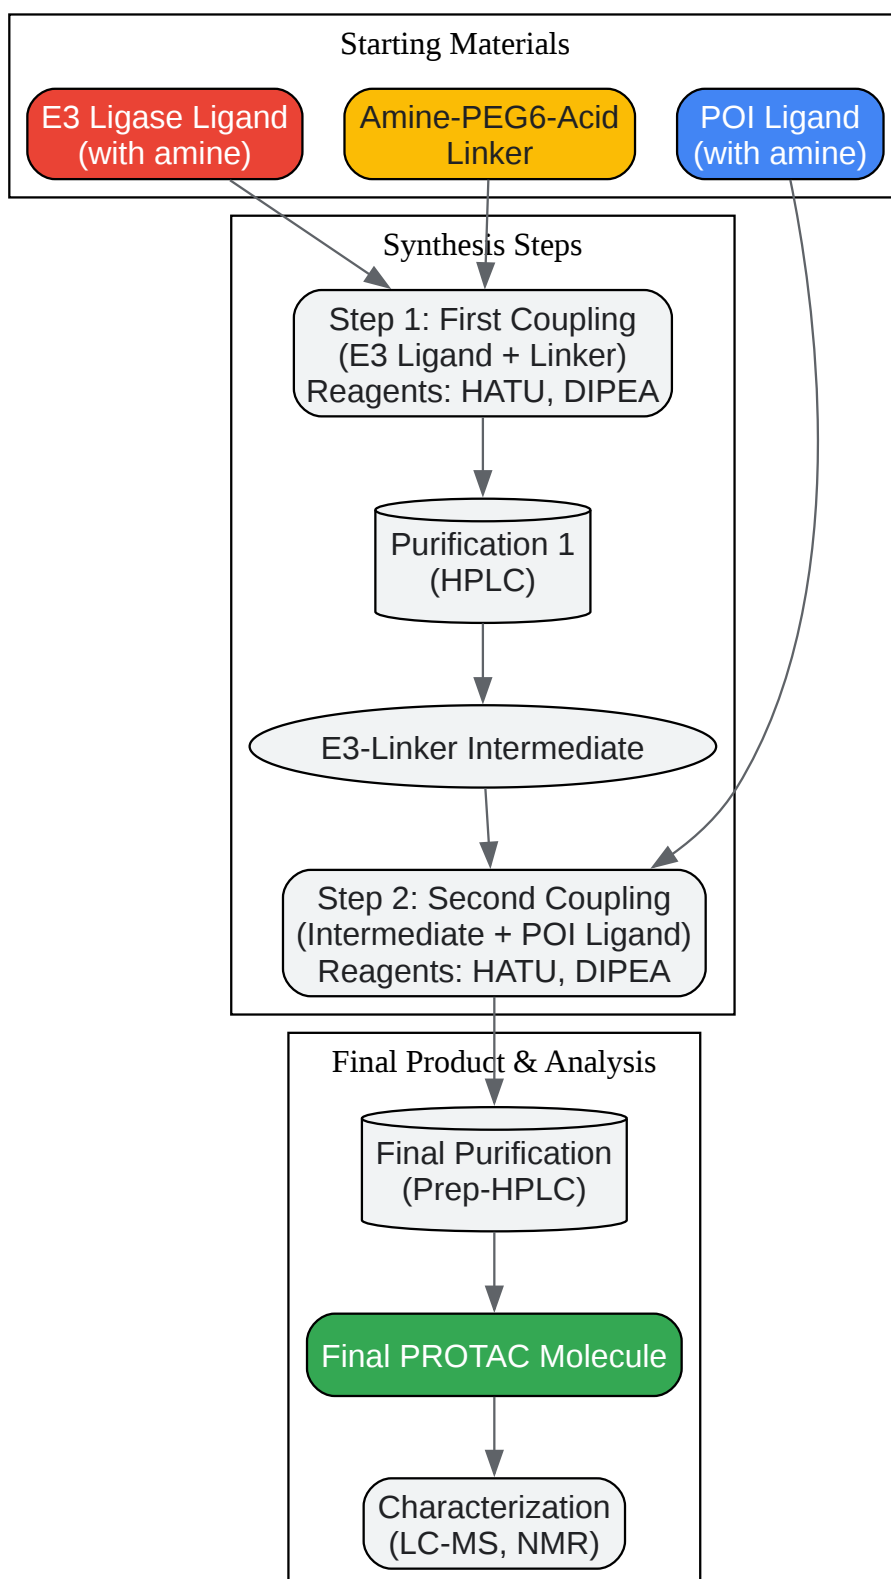 Starting Materials
E3 Ligase Ligand
(with amine)
Amine-PEG6-Acid
Linker
POI Ligand
(with amine)
Synthesis Steps
Step 1: First Coupling
(E3 Ligand + Linker)
Reagents: HATU, DIPEA
Purification 1
(HPLC)
E3-Linker Intermediate
Step 2: Second Coupling
(Intermediate + POI Ligand)
Reagents: HATU, DIPEA
Final Product & Analysis
Final Purification
(Prep-HPLC)
Final PROTAC Molecule
Characterization
(LC-MS, NMR)